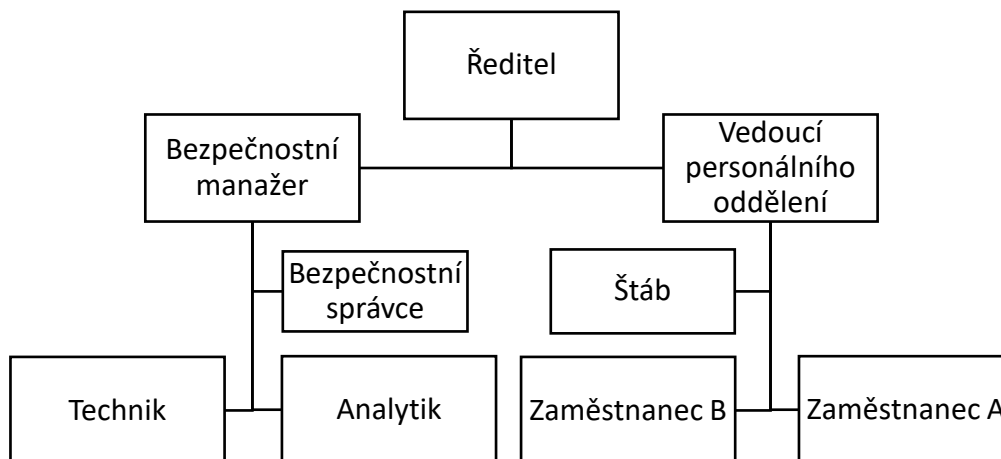 Ředitel
Bezpečnostní
manažer
Vedoucí
personálního
oddělení
Bezpečnostní
správce
Štáb
Technik
Analytik
Zaměstnanec B
Zaměstnanec A